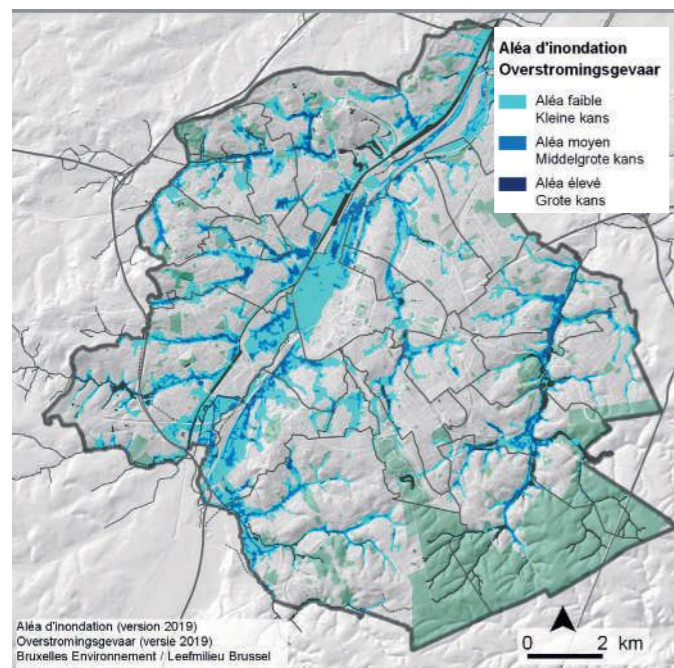 Aléa d'inondation
Overstromingsgevaar
Aléa faible
Kleine kans
Aléa moyen
Middelgrote kans
Aléa élevé
Grote kans
Aléa d'inondation (version 2019)
Overstromingsgevaar (versie 2019)
Bruxelles Environnement / Leefmilieu Brussel
0 2 km